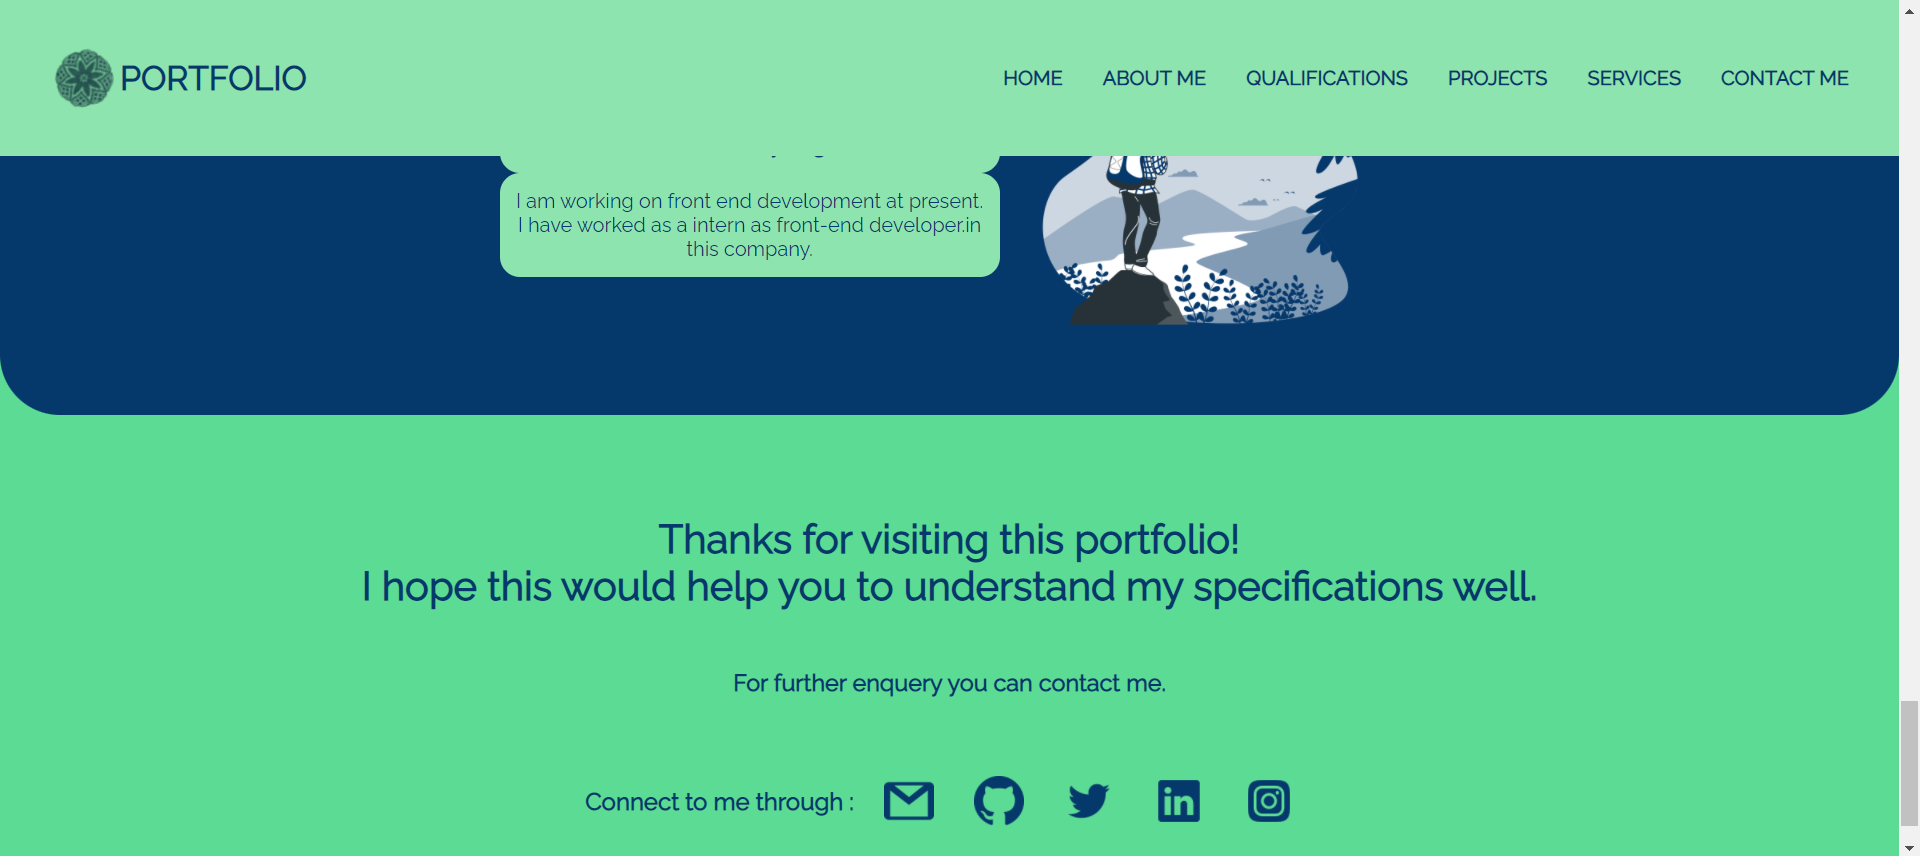 PORTFOLIO
HOME ABOUT ME QUALIFICATIONS PROJECTS SERVICES CONTACT ME
I am working on front end development at present.
I have worked as a intern as front-end developer.in
this company.
Thanks for visiting this portfolio!
I hope this would help you to understand my specifications well.
For further enquery you can contact me.
Connect to me through :
in